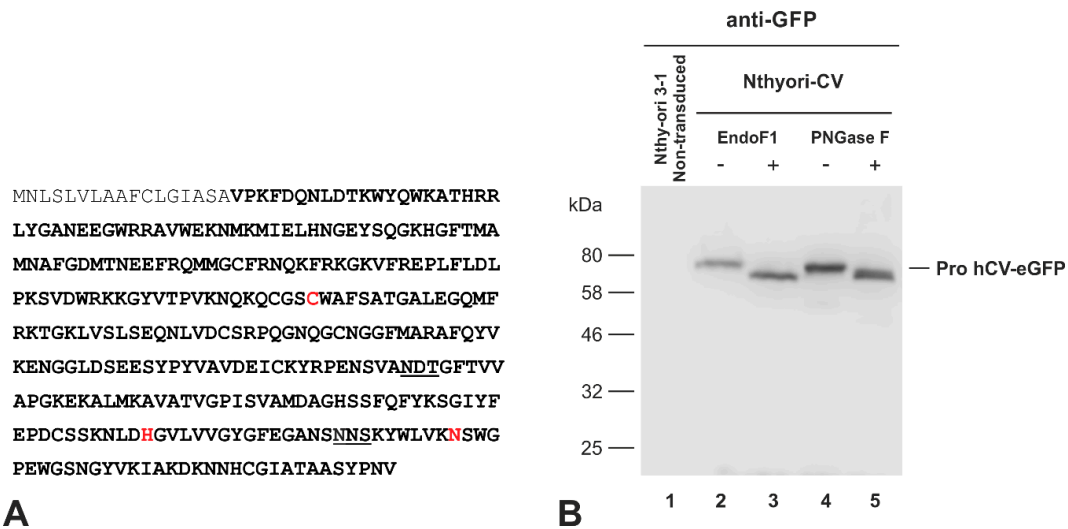 MNLSLVLAAFCLGIASAVPKFDQNLDTKWYQWKATHRR
LYGANEEGWRRAVWEKNMKMIELHNGEYSQGKHGFTMA
MNAFGDMTNEEFRQMMGCFRNQKFRKGKVFREPLFLDL
PKSVDWRKKGYVTPVKNQKQCGSCWAFSATGALEGQMF
RKTGKLVSLSEQNLVDCSRPQGNQGCNGGFMARAFQYV
KENGGLDSEESYPYVAVDEICKYRPENSVANDTGFTVV
APGKEKALMKAVATVGPISVAMDAGHSSFQFYKSGIYF
EPDCSSKNLDHGVLVVGYGFEGANSNNSKYWLVKNSWG
PEWGSNGYVKIAKDKNNHCGIATAASYPNV
A
anti-GFP
Nthy-ori 3-1
Non-transduced
Nthyori-CV
EndoF1 PNGase F
- + - +
kDa
80
58
46
32
25
Pro hCV-eGFP
1 2 3 4 5
B